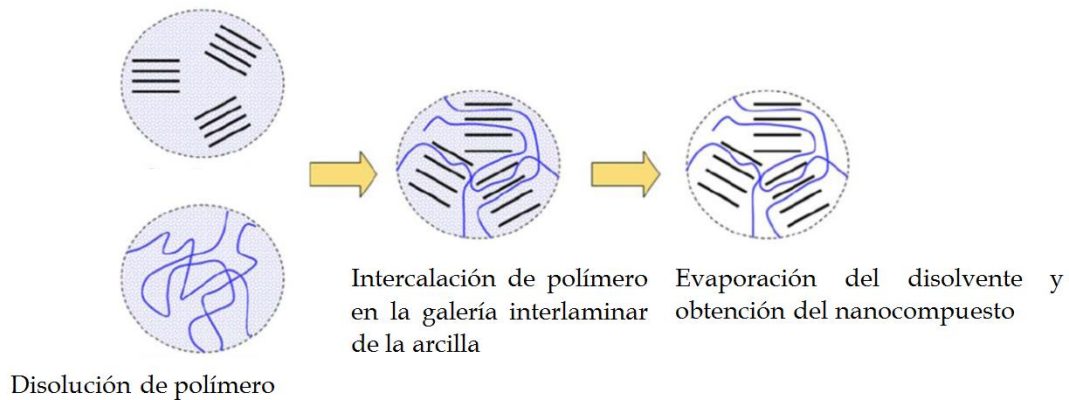 Intercalación de polímero
en la galería interlaminar
de la arcilla
Evaporación del disolvente y
obtención del nanocompuesto
Disolución de polímero